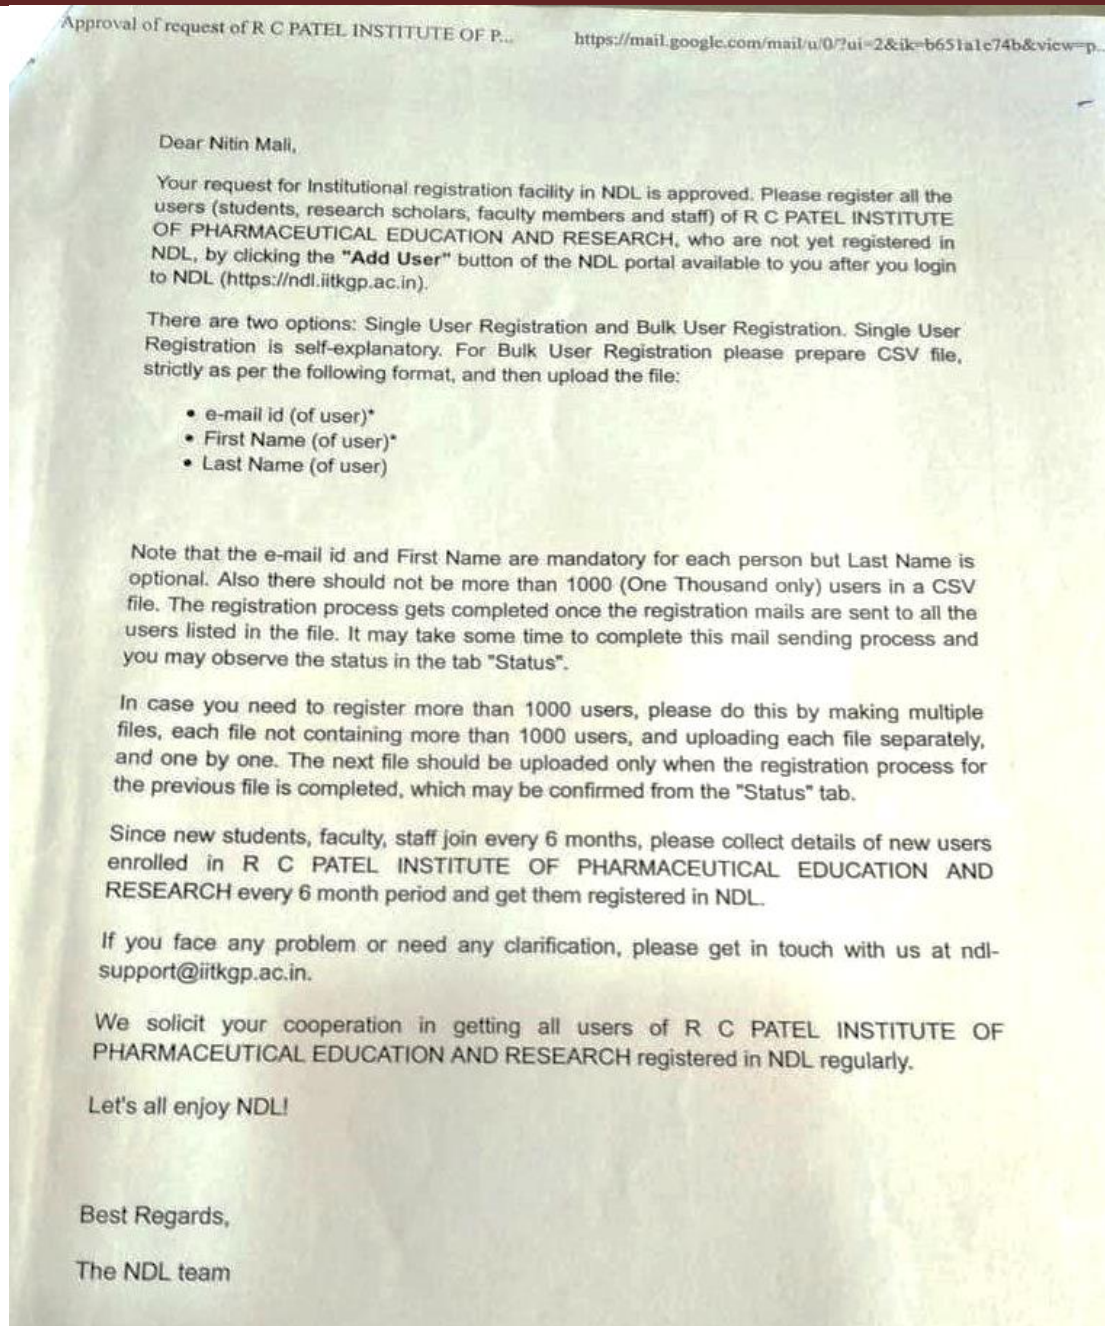 Approval of request of R C PATEL INSTITUTE OF P...
https://mail.google.com/mail/u/0/?ui=2&ik=b651a1c74b&view=p...
Dear Nitin Mali,
Your request for Institutional registration facility in NDL is approved. Please register all the
users (students, research scholars, faculty members and staff) of R C PATEL INSTITUTE
OF PHARMACEUTICAL EDUCATION AND RESEARCH, who are not yet registered in
NDL, by clicking the "Add User" button of the NDL portal available to you after you login
to NDL (https://ndl.iitkgp.ac.in).
There are two options: Single User Registration and Bulk User Registration. Single User
Registration is self-explanatory. For Bulk User Registration please prepare CSV file,
strictly as per the following format, and then upload the file:
• e-mail id (of user)*
• First Name (of user)*
• Last Name (of user)
Note that the e-mail id and First Name are mandatory for each person but Last Name is
optional. Also there should not be more than 1000 (One Thousand only) users in a CSV
file. The registration process gets completed once the registration mails are sent to all the
users listed in the file. It may take some time to complete this mail sending process and
you may observe the status in the tab "Status".
In case you need to register more than 1000 users, please do this by making multiple
files, each file not containing more than 1000 users, and uploading each file separately,
and one by one. The next file should be uploaded only when the registration process for
the previous file is completed, which may be confirmed from the "Status" tab.
Since new students, faculty, staff join every 6 months, please collect details of new users
enrolled in R C PATEL INSTITUTE OF PHARMACEUTICAL EDUCATION AND
RESEARCH every 6 month period and get them registered in NDL.
If you face any problem or need any clarification, please get in touch with us at ndl-
support@iitkgp.ac.in.
We solicit your cooperation in getting all users of R C PATEL INSTITUTE OF
PHARMACEUTICAL EDUCATION AND RESEARCH registered in NDL regularly.
Let's all enjoy NDL!
Best Regards,
The NDL team